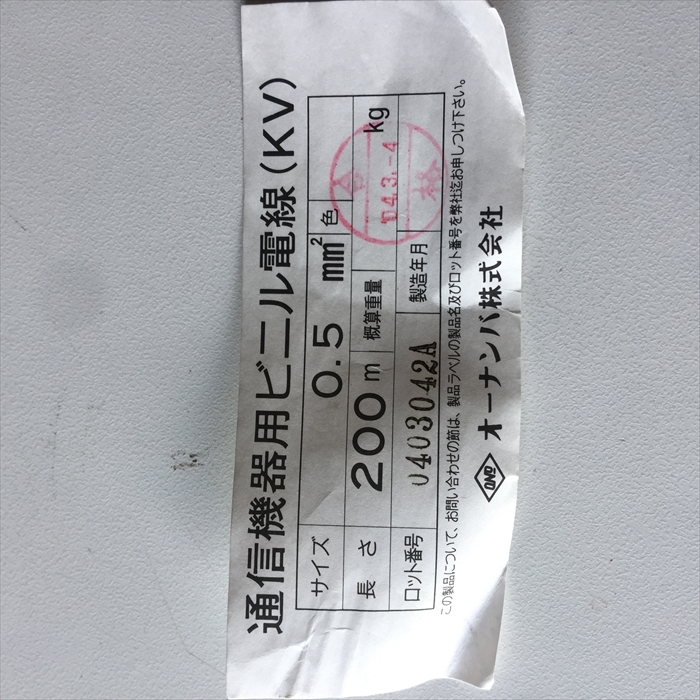 通信機器用ビニル電線(KV)
サイズ 0.5 mm² 色
長さ 200m 概算重量 kg
ロット番号 0403042A 製造年月
合
'04.3.-4
格
この製品について、お問い合わせの節は、製品ラベルの製品名及びロット番号を弊社迄お申しつけ下さい。
ONB オーナンバ株式会社